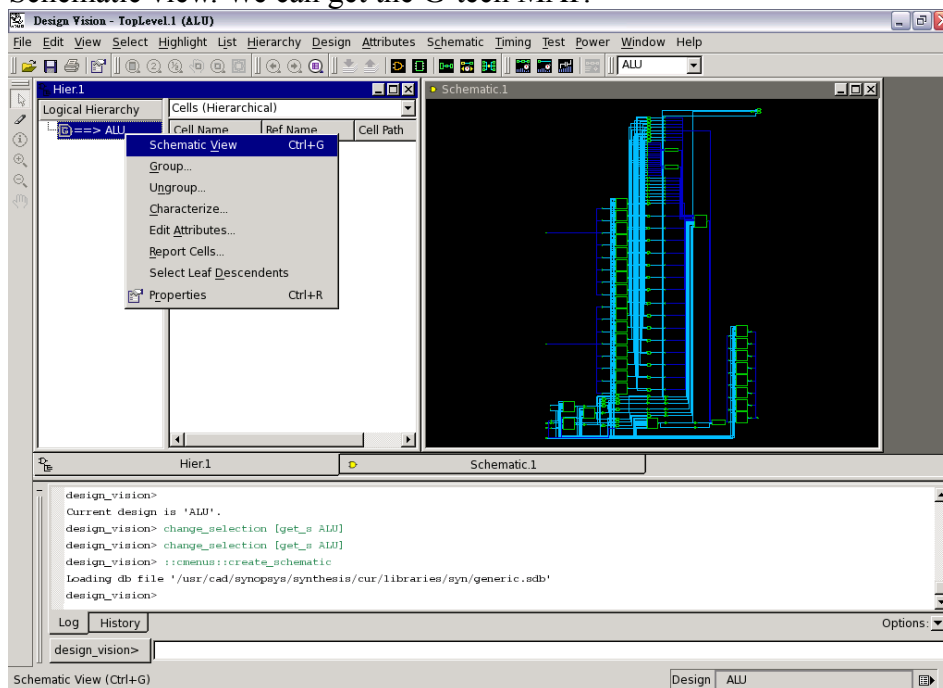 Schematic View. We can get the G-tech MAP.
Design Vision - TopLevel.1 (ALU)
File Edit View Select Highlight List Hierarchy Design Attributes Schematic Timing Test Power Window Help
ALU
Hier.1
Schematic.1
Logical Hierarchy Cells (Hierarchical)
==> ALU Cell Name Ref Name Cell Path
Schematic View Ctrl+G
Group...
Ungroup...
Characterize...
Edit Attributes...
Report Cells...
Select Leaf Descendents
Properties Ctrl+R
Hier.1 Schematic.1
design_vision>
Current design is 'ALU'.
design_vision> change_selection [get_s ALU]
design_vision> change_selection [get_s ALU]
design_vision> ::cmenus::create_schematic
Loading db file '/usr/cad/synopsys/synthesis/cur/libraries/syn/generic.sdb'
design_vision>
Log History Options:
design_vision>
Schematic View (Ctrl+G) Design ALU